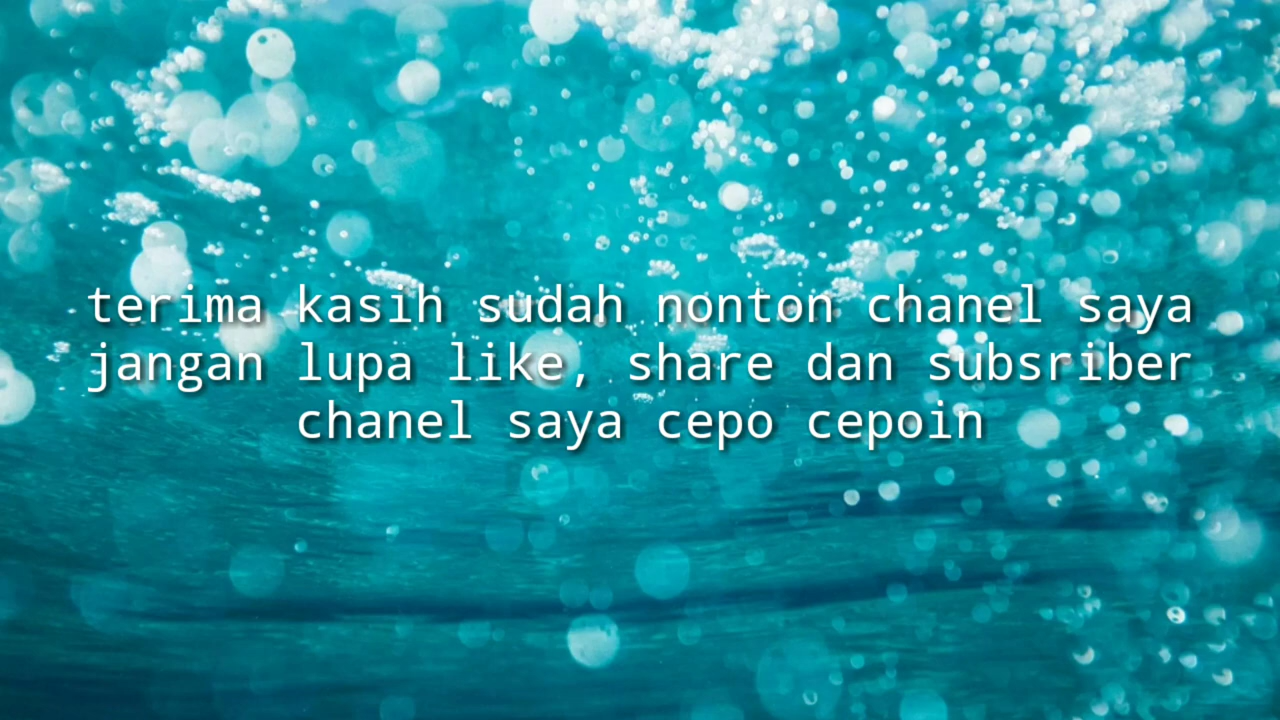 terima kasih sudah nonton chanel saya
jangan lupa like, share dan subsriber
chanel saya cepo cepoin